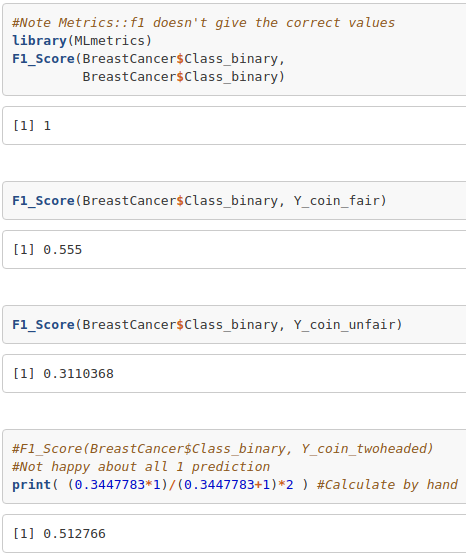 #Note Metrics::f1 doesn't give the correct values
library(MLmetrics)
F1_Score(BreastCancer$Class_binary,
         BreastCancer$Class_binary)
[1] 1
F1_Score(BreastCancer$Class_binary, Y_coin_fair)
[1] 0.555
F1_Score(BreastCancer$Class_binary, Y_coin_unfair)
[1] 0.3110368
#F1_Score(BreastCancer$Class_binary, Y_coin_twoheaded)
#Not happy about all 1 prediction
print( (0.3447783*1)/(0.3447783+1)*2 ) #Calculate by hand
[1] 0.512766